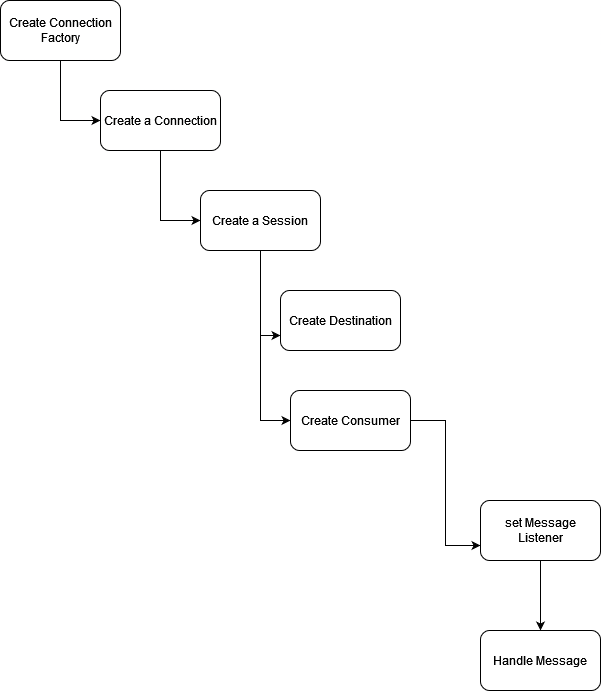 Create Connection
Factory
Create a Connection
Create a Session
Create Destination
Create Consumer
set Message
Listener
Handle Message